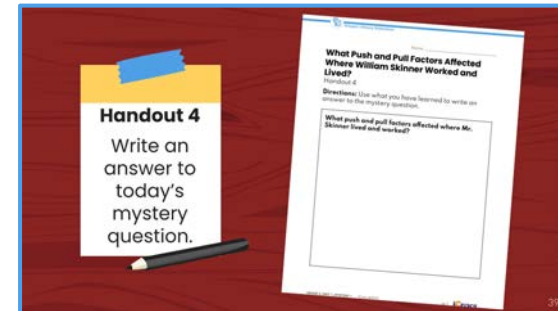 Handout 4
Write an
answer to
today's
mystery
question.
Name
What Push and Pull Factors Affected
Where William Skinner Worked and
Lived?
Handout 4
Directions: Use what you have learned to write an
answer to the mystery question.
What push and pull factors affected where Mr.
Skinner lived and worked?
39